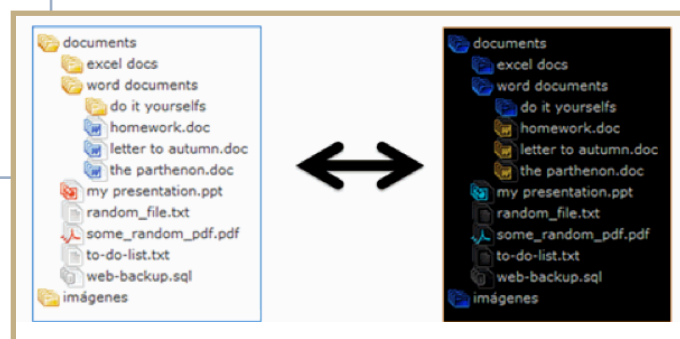 documents
excel docs
word documents
do it yourselfs
homework.doc
letter to autumn.doc
the parthenon.doc
my presentation.ppt
random_file.txt
some_random_pdf.pdf
to-do-list.txt
web-backup.sql
imágenes
documents
excel docs
word documents
do it yourselfs
homework.doc
letter to autumn.doc
the parthenon.doc
my presentation.ppt
random_file.txt
some_random_pdf.pdf
to-do-list.txt
web-backup.sql
imágenes